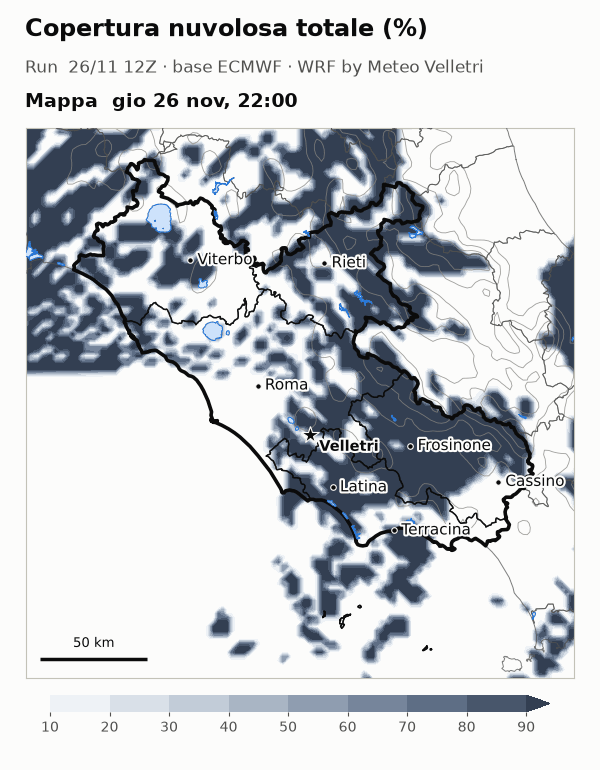 Copertura nuvolosa totale (%)
Run 26/11 12Z · base ECMWF · WRF by Meteo Velletri
Mappa gio 26 nov, 22:00
Viterbo
Rieti
Roma
Velletri
Frosinone
Cassino
Latina
Terracina
50 km
10 20 30 40 50 60 70 80 90